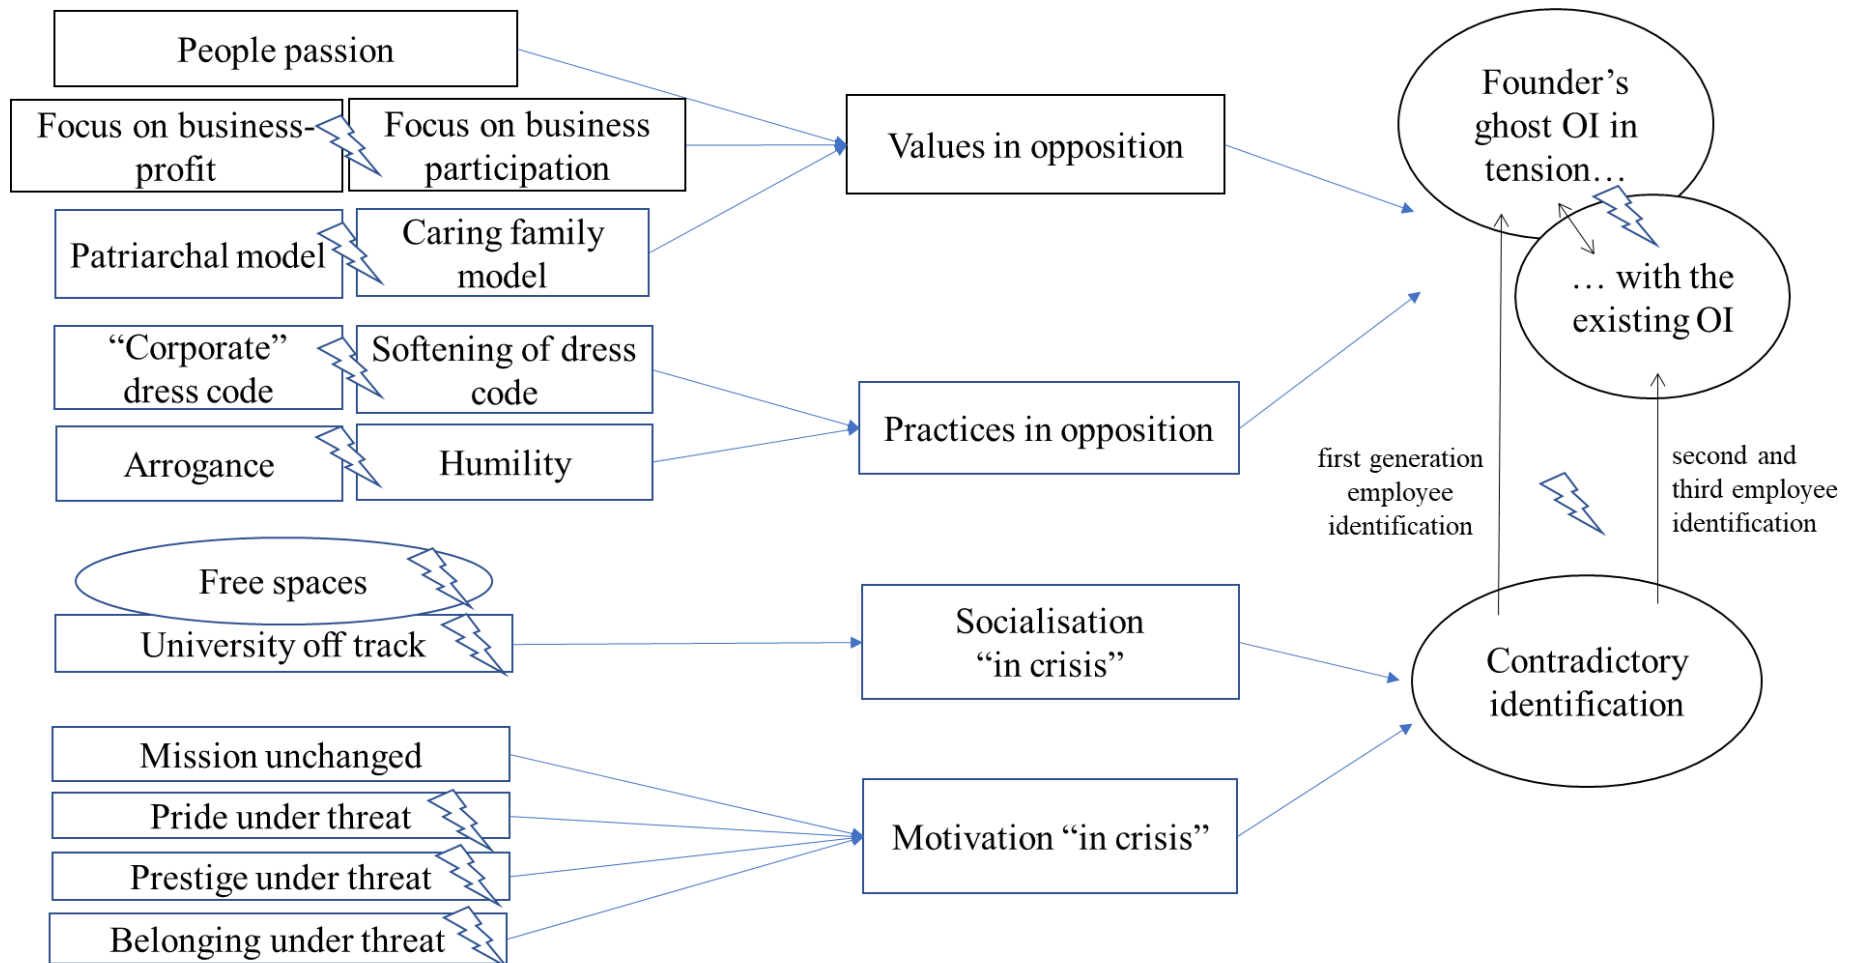 People passion
Focus on business-
profit
Focus on business
participation
Patriarchal model
Caring family
model
“Corporate”
dress code
Softening of dress
code
Arrogance
Humility
Free spaces
University off track
Mission unchanged
Pride under threat
Prestige under threat
Belonging under threat
Values in opposition
Practices in opposition
Socialisation
“in crisis”
Motivation “in crisis”
Founder’s
ghost OI in
tension…
… with the
existing OI
first generation
employee
identification
second and
third employee
identification
Contradictory
identification